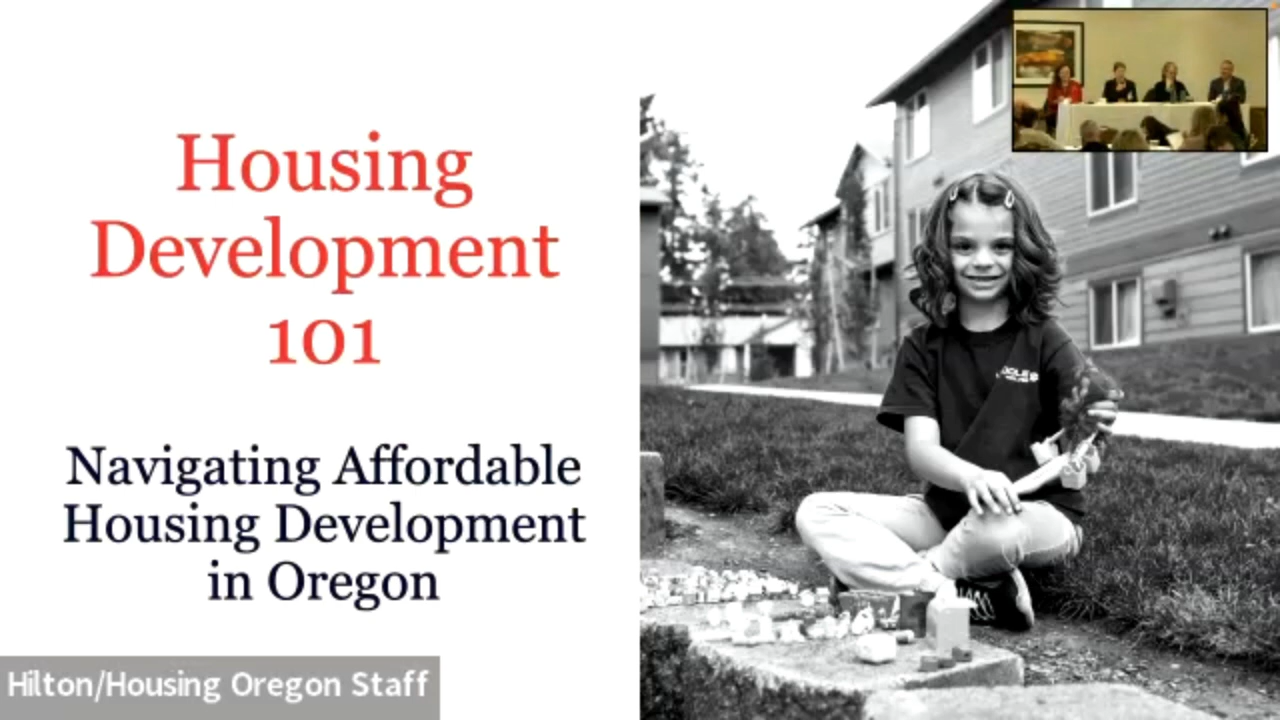 Housing
Development
101
Navigating Affordable
Housing Development
in Oregon
Hilton/Housing Oregon Staff